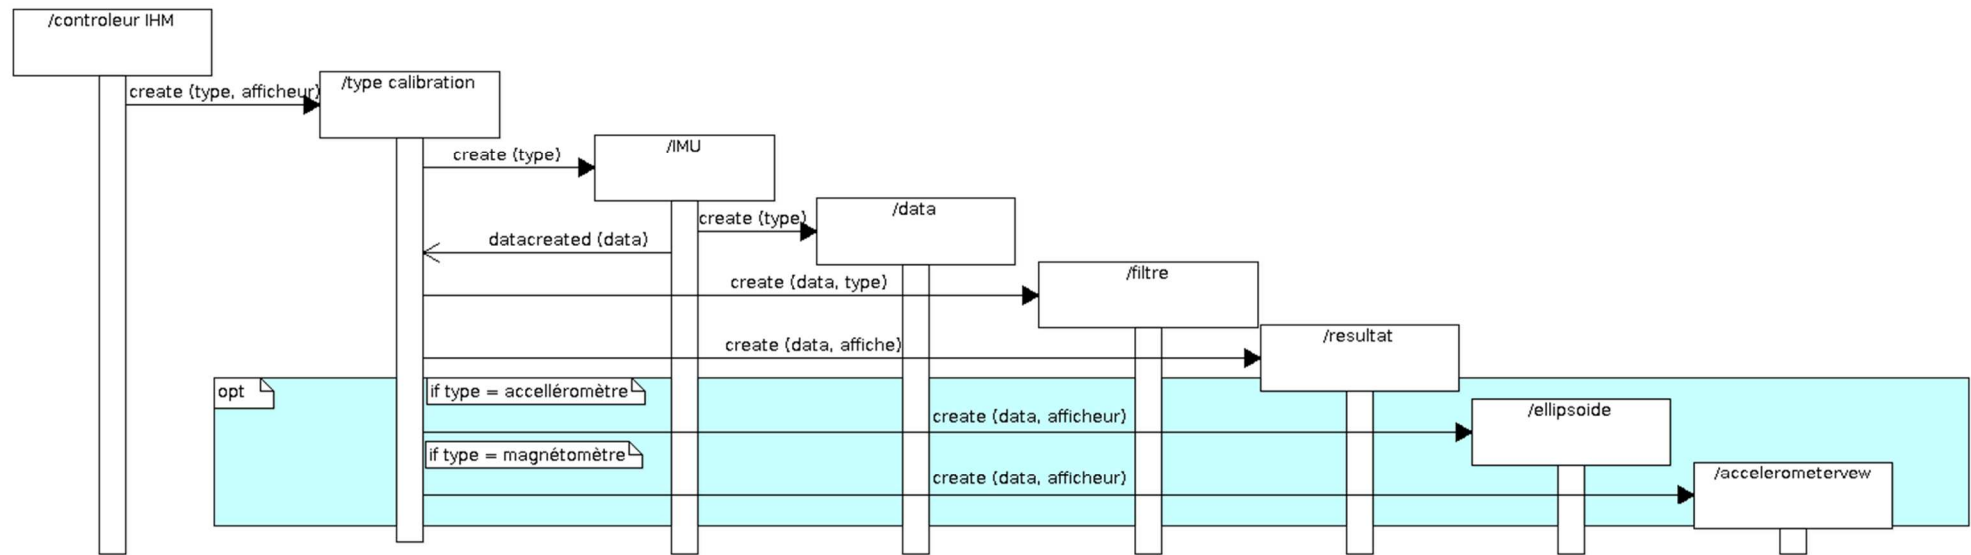 /controleur IHM
create (type, afficheur)
/type calibration
create (type)
/IMU
create (type)
/data
datacreated (data)
create (data, type)
/filtre
create (data, affiche)
/resultat
opt
if type = accelléromètre
create (data, afficheur)
/ellipsoide
if type = magnétomètre
create (data, afficheur)
/accelerometervew